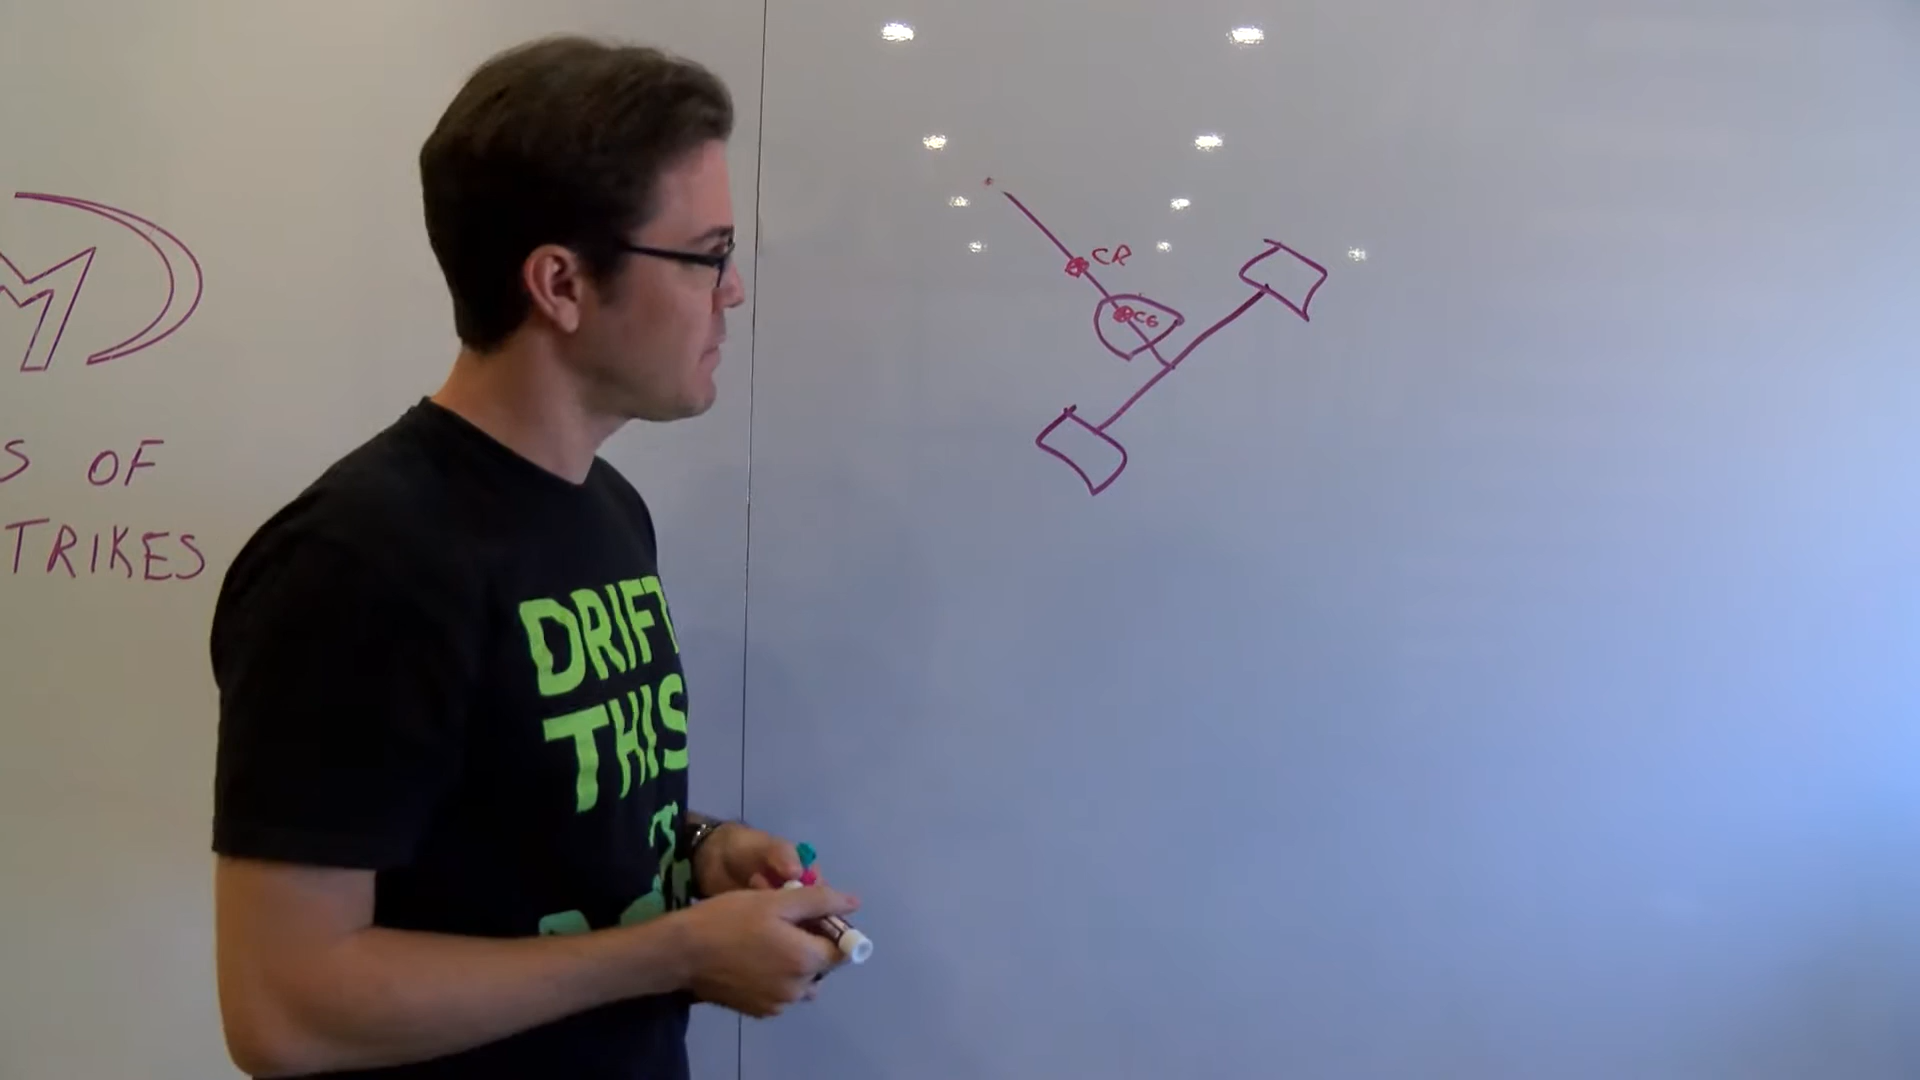 M
S OF
TRIKES
CR
CG
DRIFT
THIS